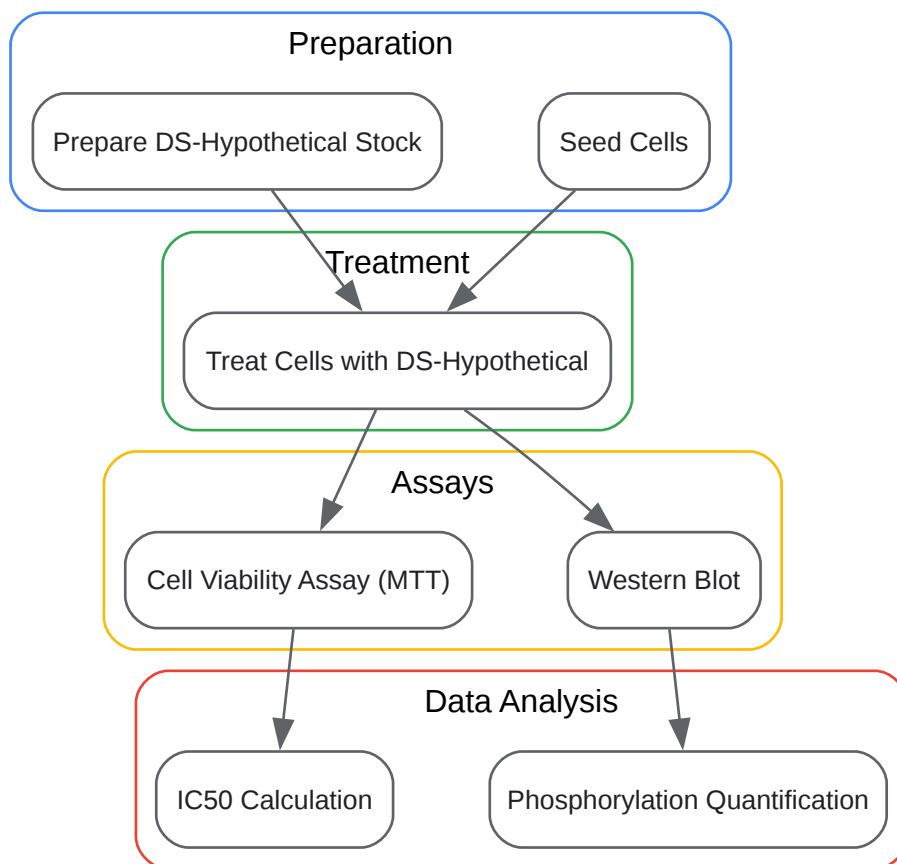 Preparation
Prepare DS-Hypothetical Stock
Seed Cells
Treatment
Treat Cells with DS-Hypothetical
Assays
Cell Viability Assay (MTT)
Western Blot
Data Analysis
IC50 Calculation
Phosphorylation Quantification